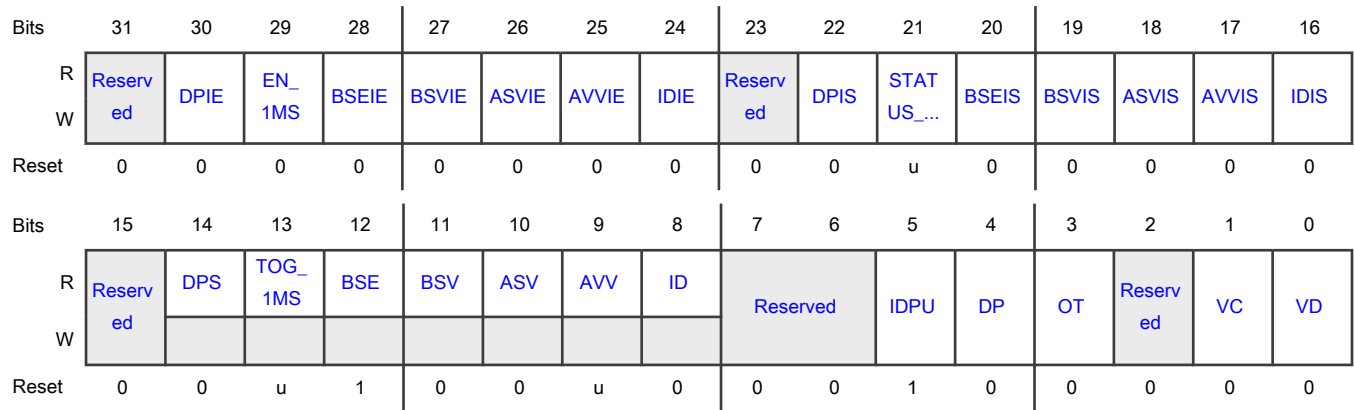 Bits 31 30 29 28 27 26 25 24 23 22 21 20 19 18 17 16
R
W
Reserv
ed
DPIE
EN_
1MS
BSEIE
BSVIE
ASVIE
AVVIE
IDIE
Reserv
ed
DPIS
STAT
US_...
BSEIS
BSVIS
ASVIS
AVVIS
IDIS
Reset 0 0 0 0 0 0 0 0 0 0 u 0 0 0 0 0
Bits 15 14 13 12 11 10 9 8 7 6 5 4 3 2 1 0
R
W
Reserv
ed
DPS
TOG_
1MS
BSE
BSV
ASV
AVV
ID
Reserved
IDPU
DP
OT
Reserv
ed
VC
VD
Reset 0 0 u 1 0 0 u 0 0 0 1 0 0 0 0 0